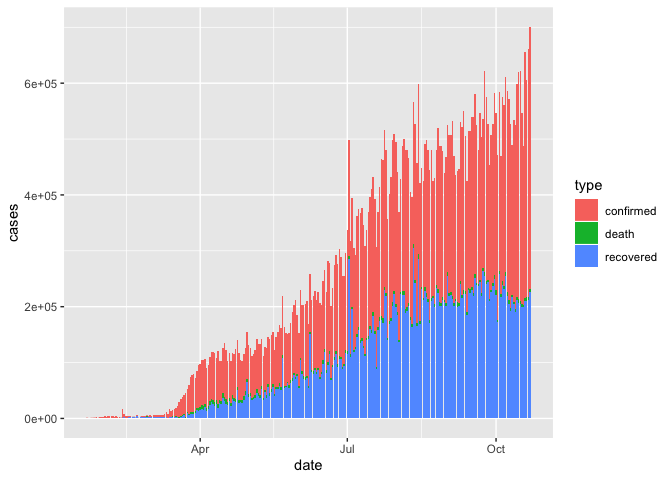 6e+05
4e+05
2e+05
0e+00
cases
Apr
Jul
Oct
date
type
confirmed
death
recovered